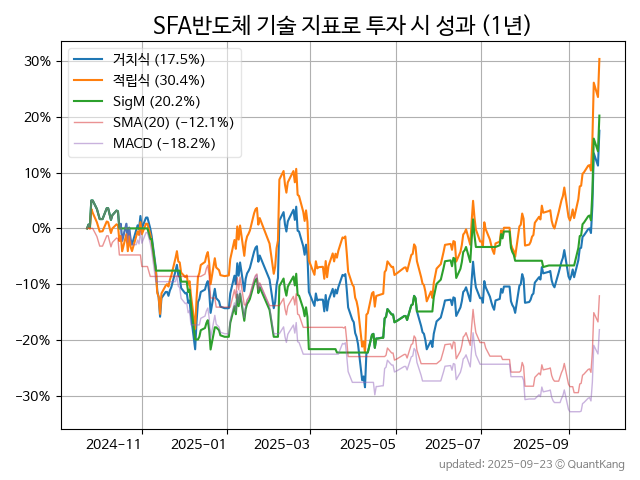 SFA반도체 기술 지표로 투자 시 성과 (1년)
거치식 (17.5%)
적립식 (30.4%)
SigM (20.2%)
SMA(20) (−12.1%)
MACD (−18.2%)
30%
20%
10%
0%
−10%
−20%
−30%
2024-11 2025-01 2025-03 2025-05 2025-07 2025-09
updated: 2025-09-23 ⓒ QuantKang